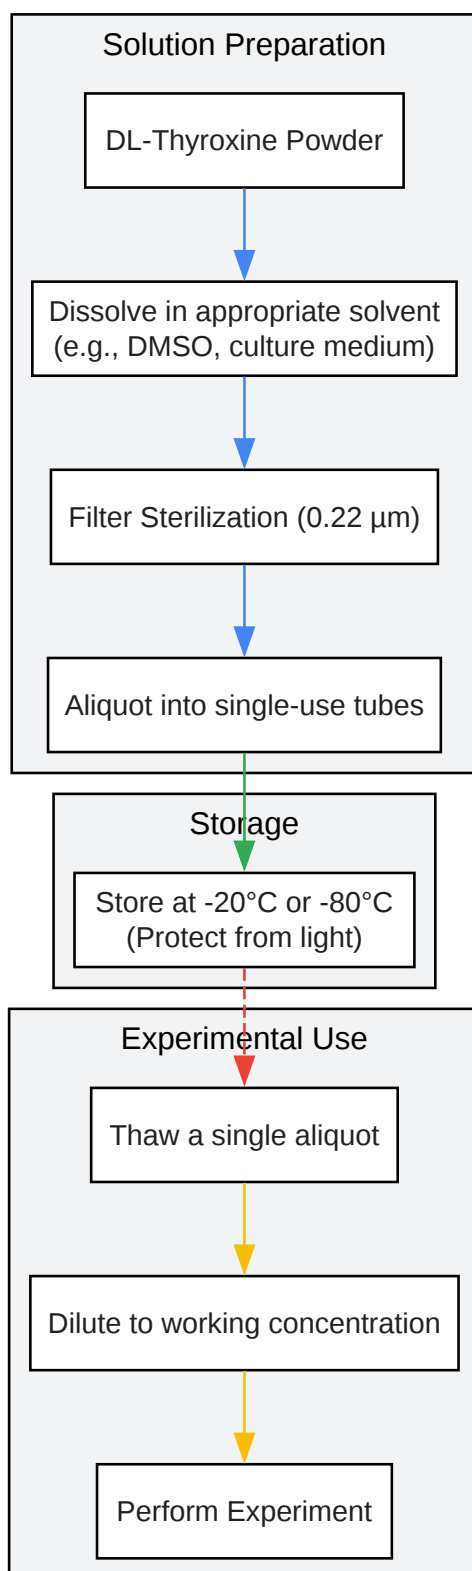 Solution Preparation
DL-Thyroxine Powder
Dissolve in appropriate solvent
(e.g., DMSO, culture medium)
Filter Sterilization (0.22 µm)
Aliquot into single-use tubes
Storage
Store at -20°C or -80°C
(Protect from light)
Experimental Use
Thaw a single aliquot
Dilute to working concentration
Perform Experiment